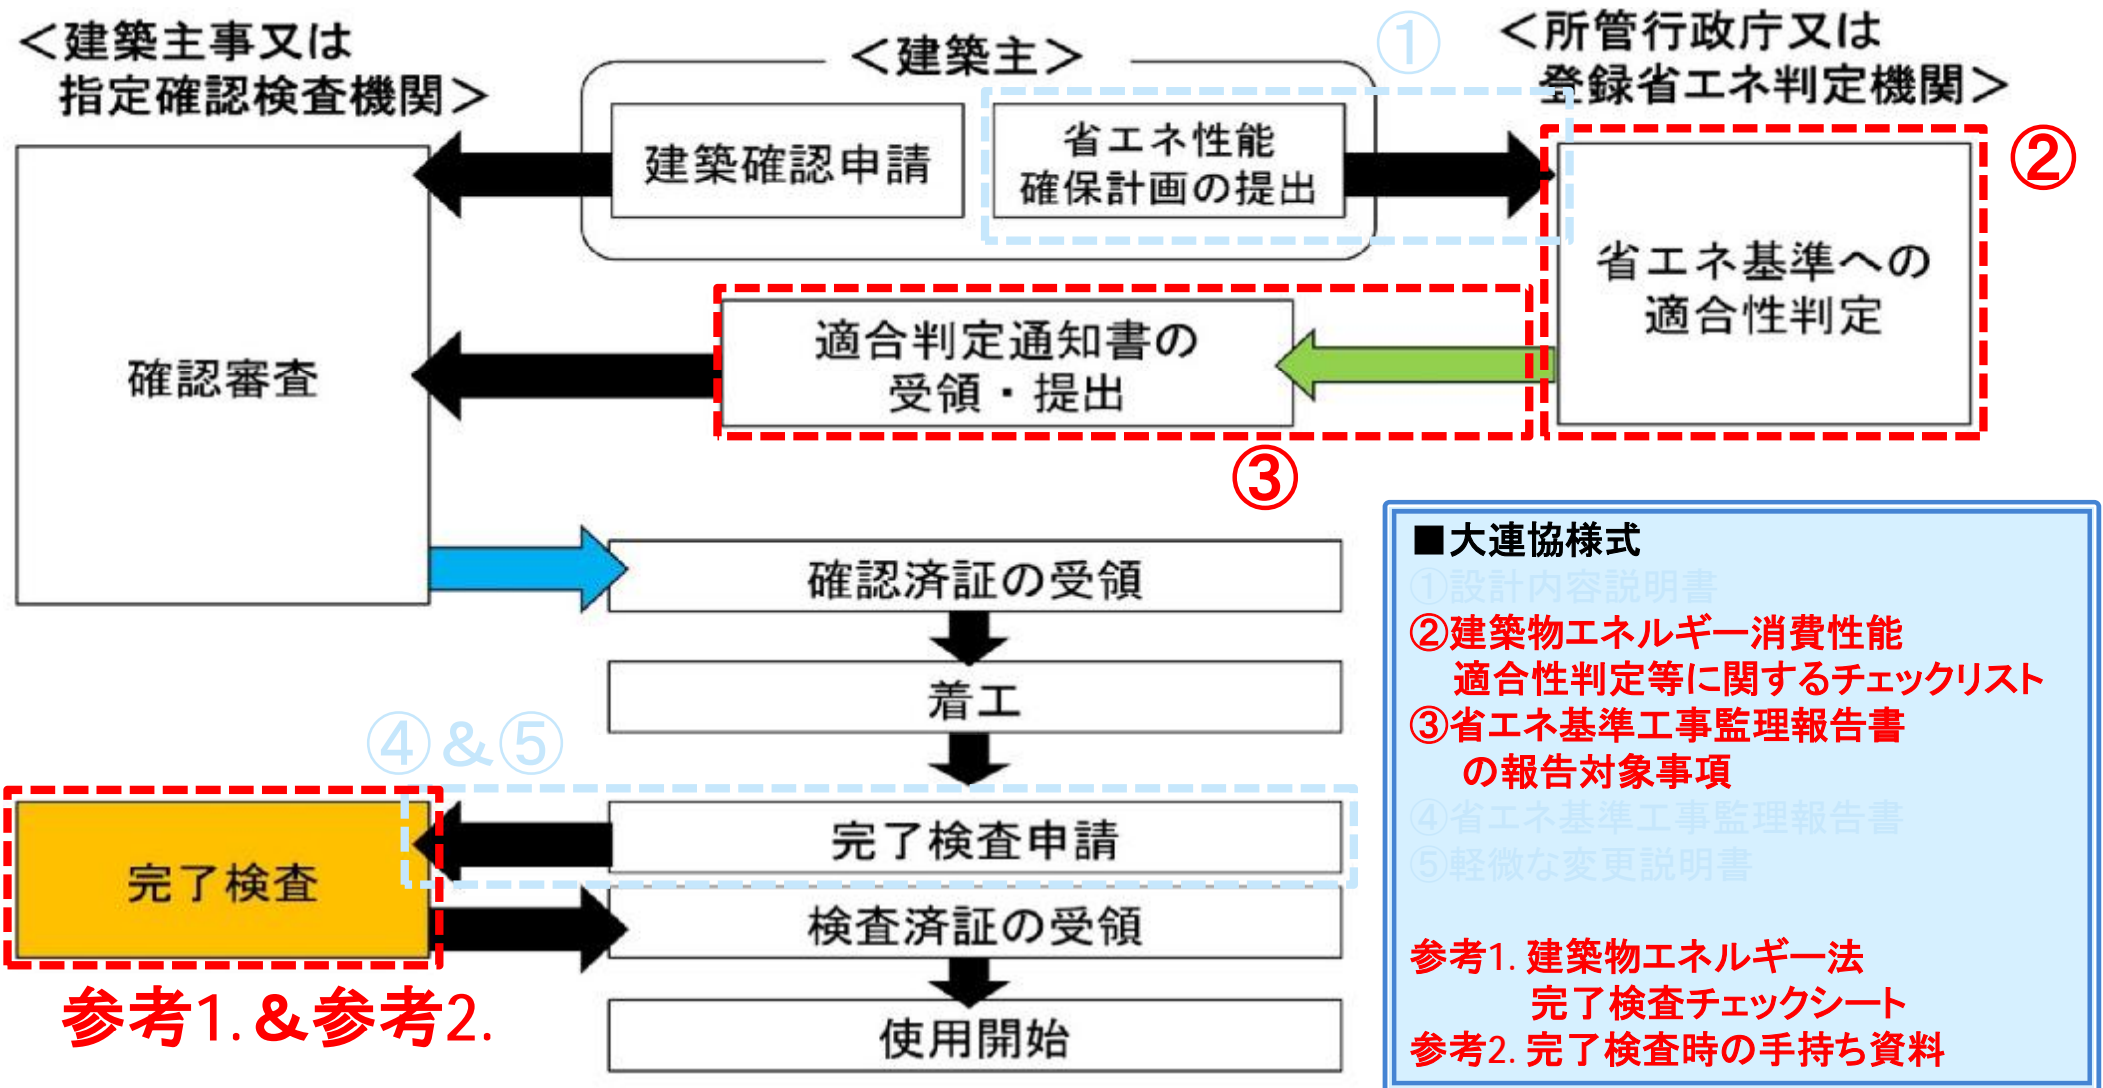 ＜建築主事又は
指定確認検査機関＞
＜建築主＞
①
＜所管行政庁又は
登録省エネ判定機関＞
建築確認申請
省エネ性能
確保計画の提出
②
省エネ基準への
適合性判定
確認審査
適合判定通知書の
受領・提出
③
確認済証の受領
着工
④&⑤
完了検査申請
完了検査
検査済証の受領
参考1.&参考2.
使用開始
■大連協様式
①設計内容説明書
②建築物エネルギー消費性能
適合性判定等に関するチェックリスト
③省エネ基準工事監理報告書
の報告対象事項
④省エネ基準工事監理報告書
⑤軽微な変更説明書
参考1. 建築物エネルギー法
完了検査チェックシート
参考2. 完了検査時の手持ち資料